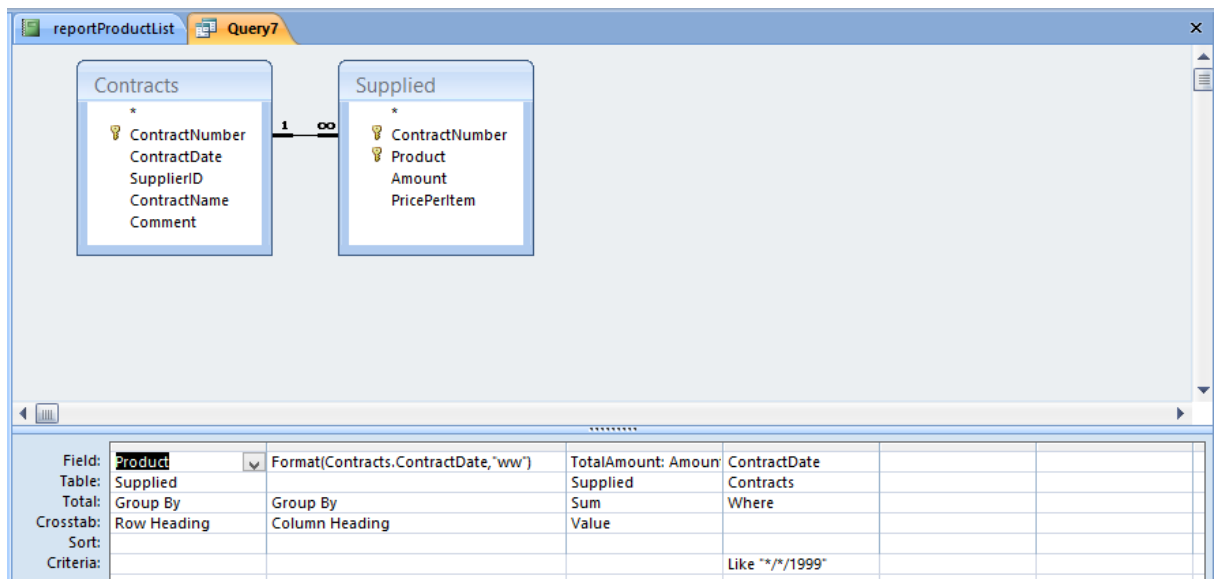 reportProductList Query7
Contracts
*
ContractNumber
ContractDate
SupplierID
ContractName
Comment
1 ∞
Supplied
*
ContractNumber
Product
Amount
PricePerItem
Field: Product Format(Contracts.ContractDate,"ww") TotalAmount: Amoun ContractDate
Table: Supplied Supplied Contracts
Total: Group By Group By Sum Where
Crosstab: Row Heading Column Heading Value
Sort:
Criteria: Like "*/*/1999"